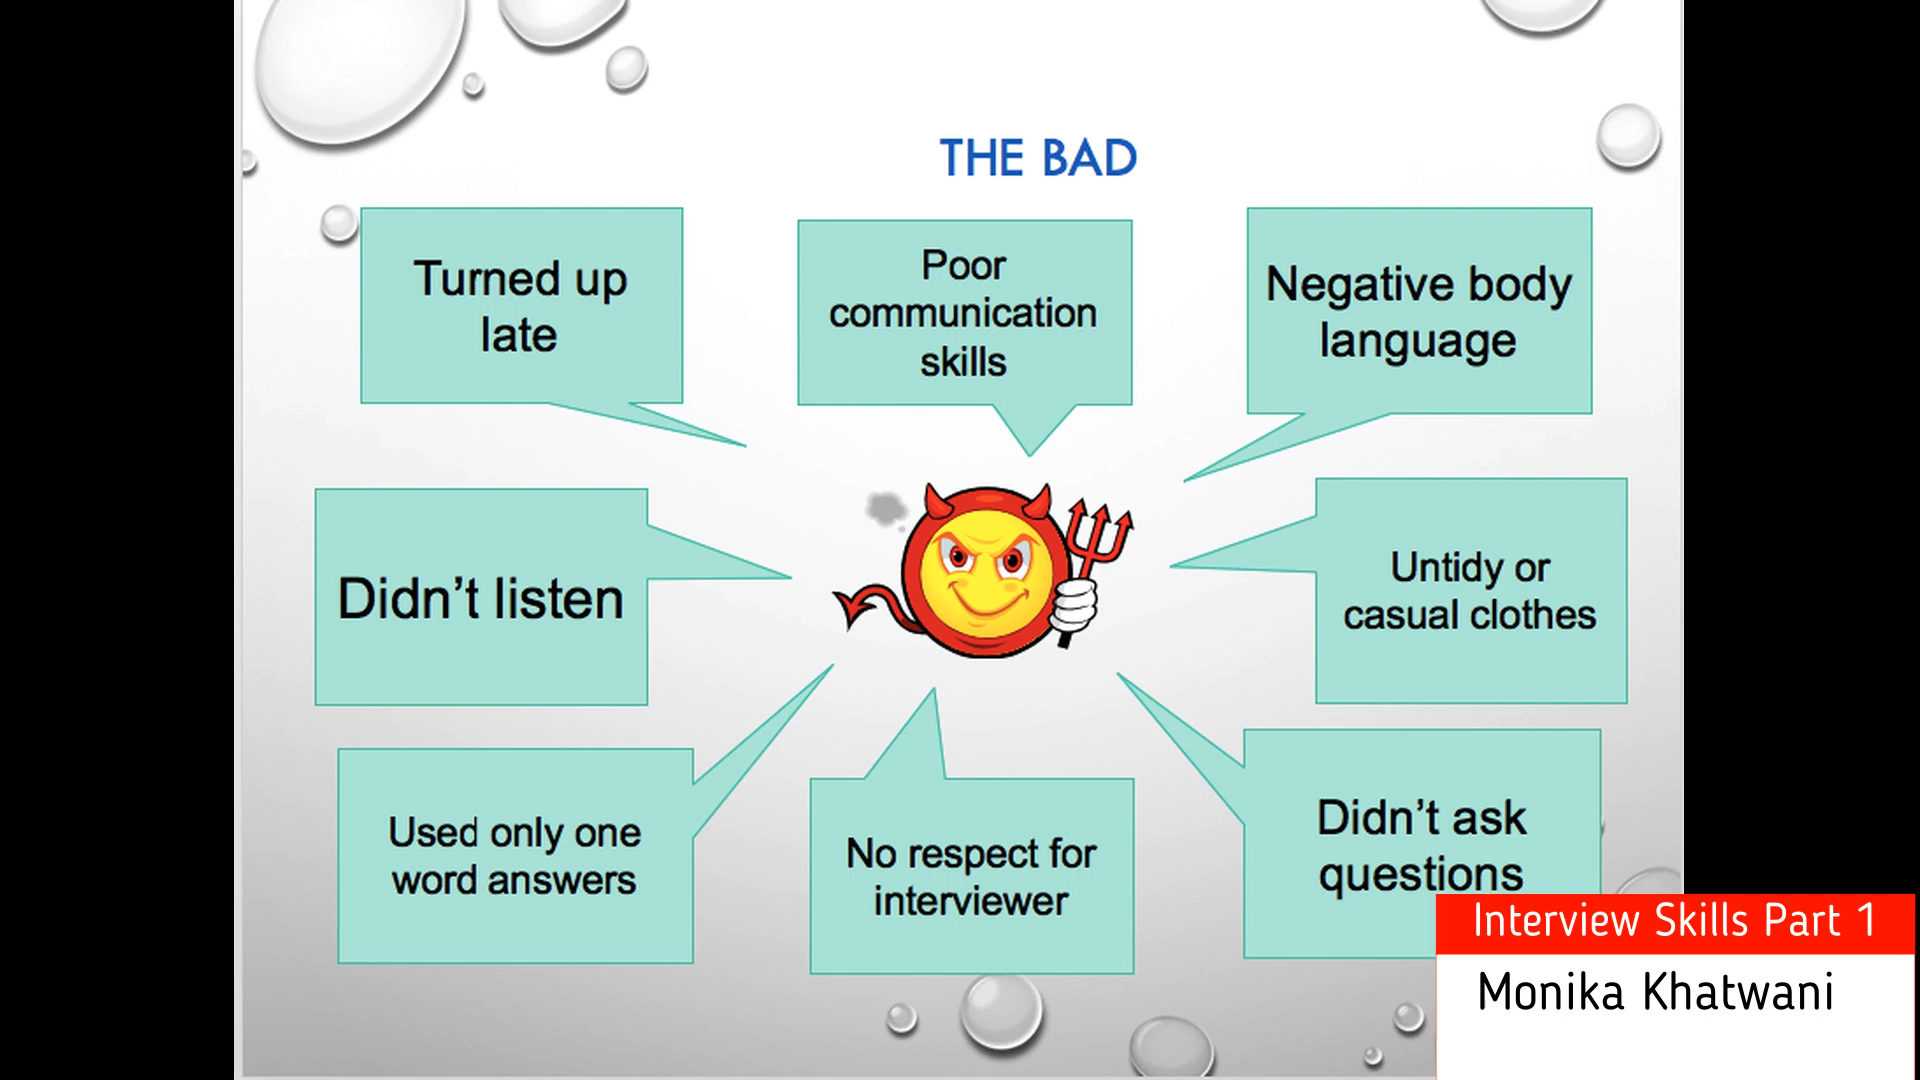 THE BAD
Turned up
late
Poor
communication
skills
Negative body
language
Didn’t listen
Untidy or
casual clothes
Used only one
word answers
No respect for
interviewer
Didn’t ask
questions
Interview Skills Part 1
Monika Khatwani